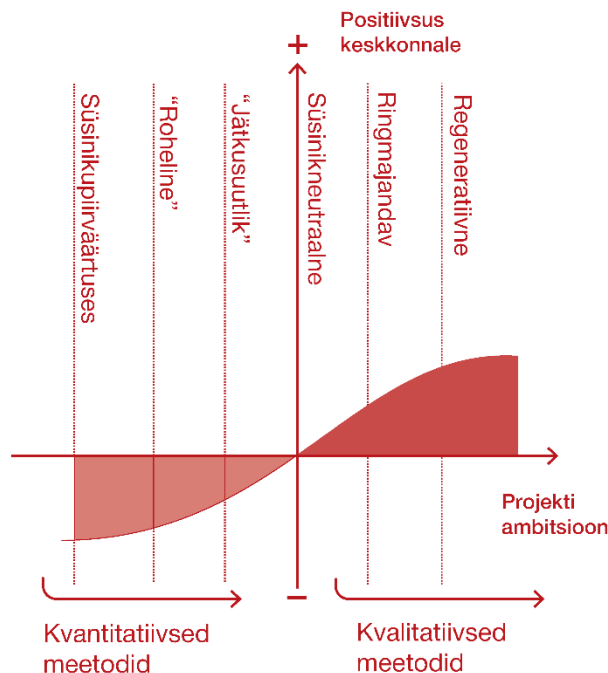 Positiivsus
keskkonnale
+
Süsinikupiirväärtuses
“Roheline”
“Jätkusuutlik”
Süsinikneutraalne
Ringmajandav
Regeneratiivne
Projekti
ambitsioon
−
Kvantitatiivsed
meetodid
Kvalitatiivsed
meetodid